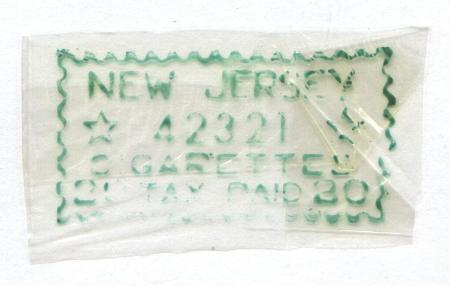 NEW JERSEY
☆ 42321 ☆
CIGARETTES
20 TAX PAID 20